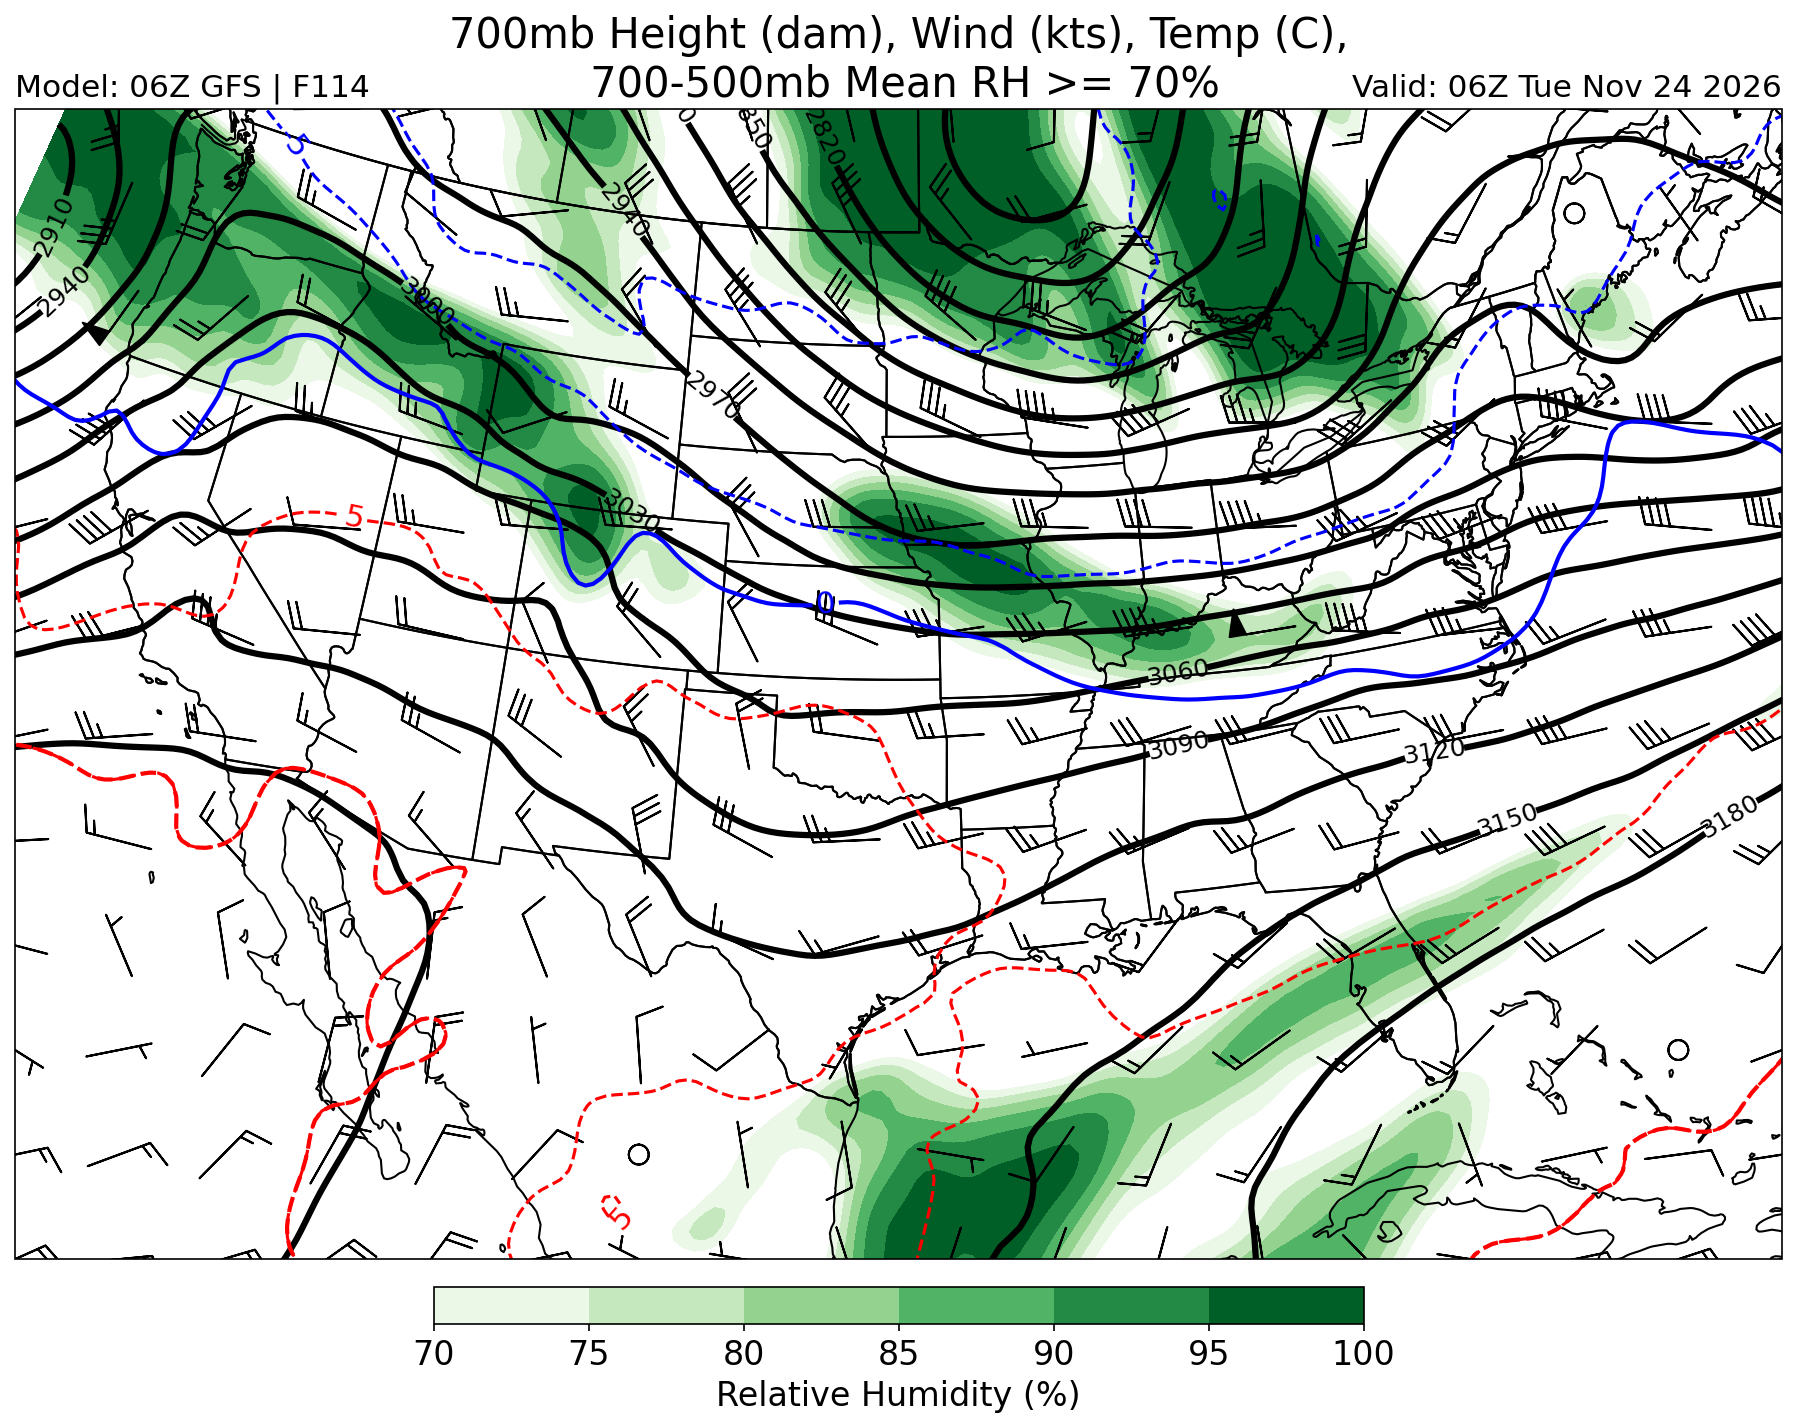 700mb Height (dam), Wind (kts), Temp (C),
700-500mb Mean RH >= 70%
Model: 06Z GFS | F114
Valid: 06Z Tue Nov 24 2026
2820
2910
2940
2940
2970
3000
3030
3060
3090
3120
3150
3180
5
0
5
5
70 75 80 85 90 95 100
Relative Humidity (%)